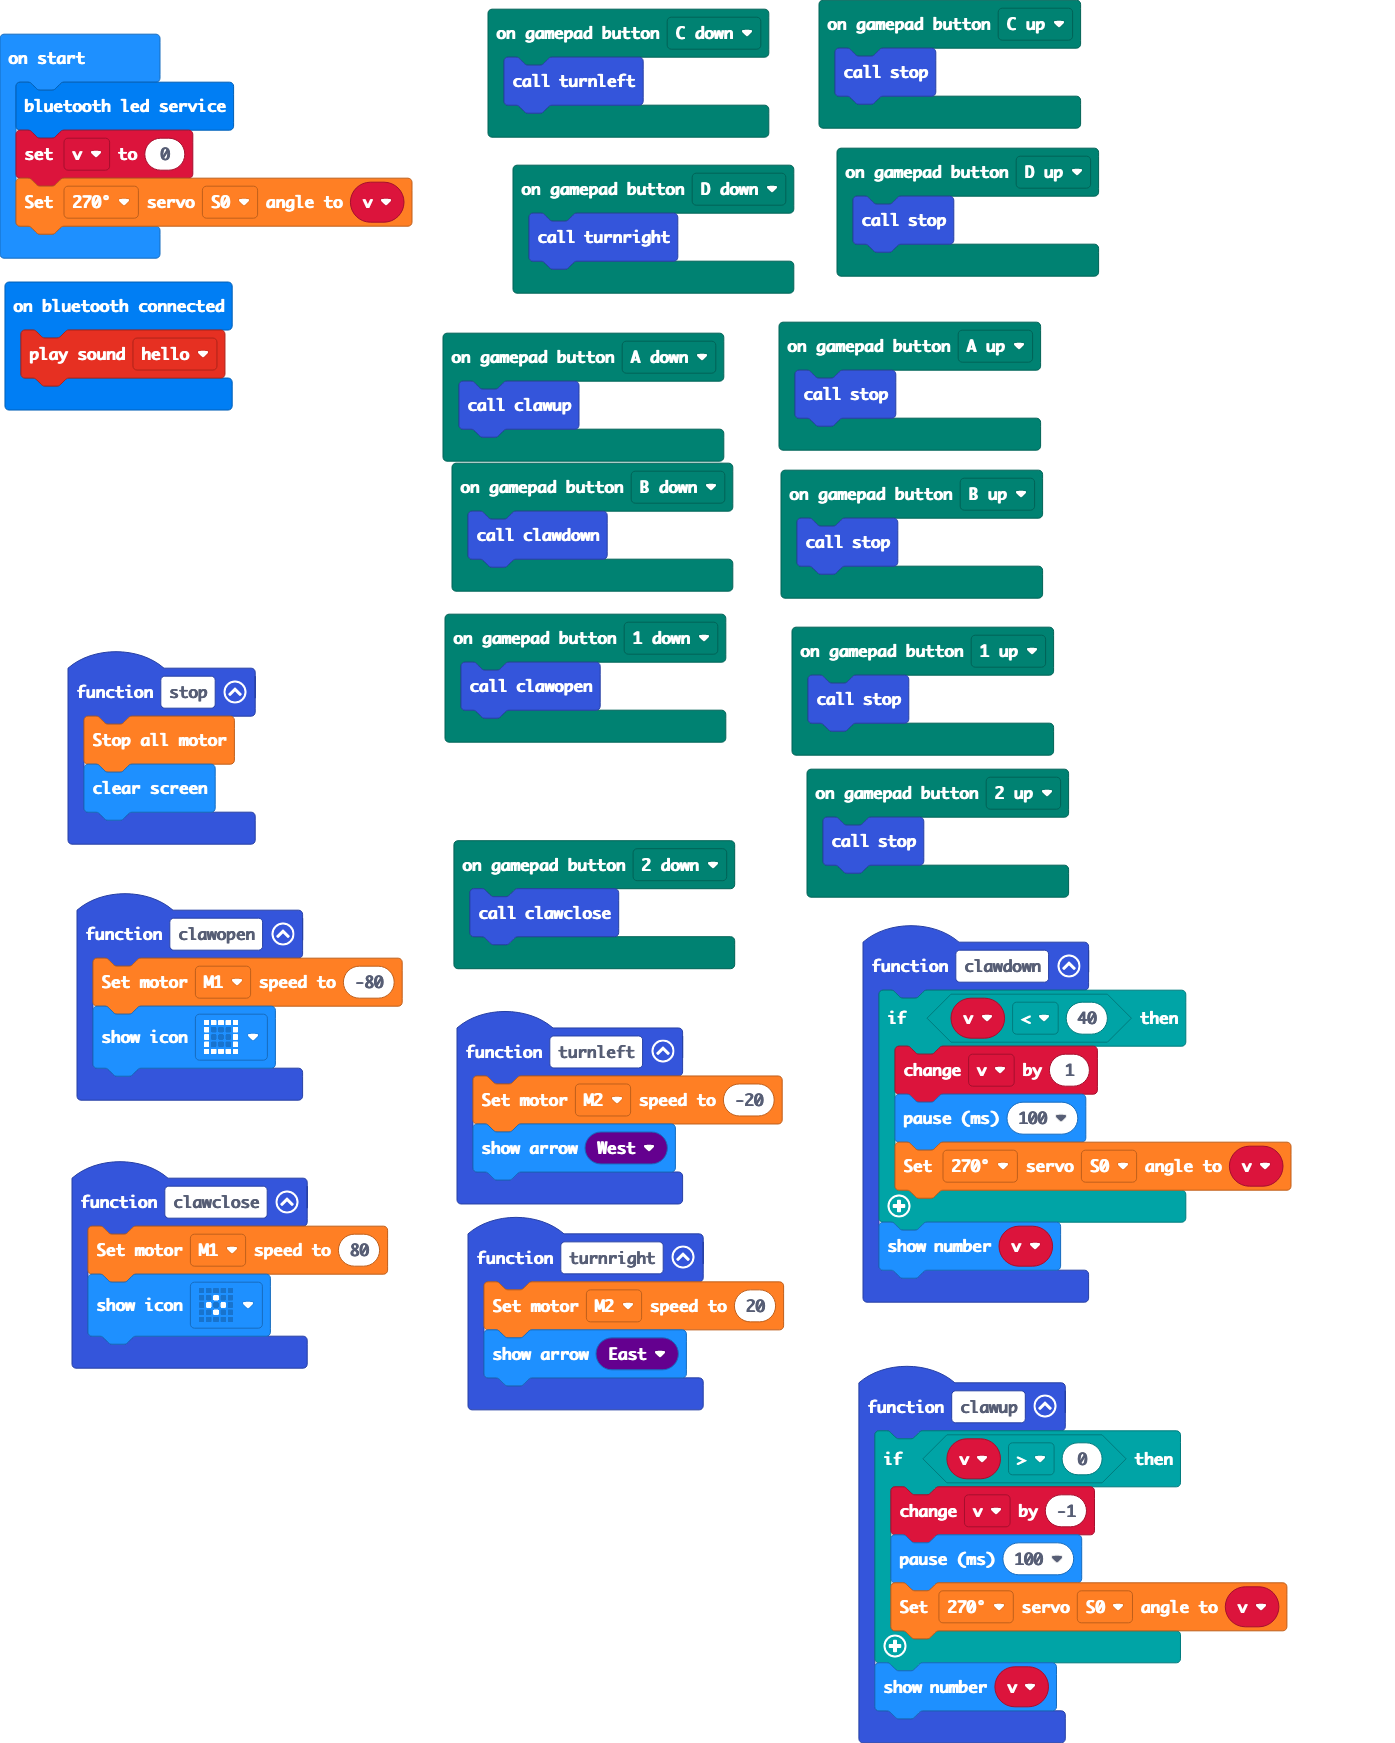 on start
bluetooth led service
set v to 0
Set 270° servo S0 angle to v
on bluetooth connected
play sound hello
on gamepad button C down
call turnleft
on gamepad button C up
call stop
on gamepad button D down
call turnright
on gamepad button D up
call stop
on gamepad button A down
call clawup
on gamepad button A up
call stop
on gamepad button B down
call clawdown
on gamepad button B up
call stop
on gamepad button 1 down
call clawopen
on gamepad button 1 up
call stop
on gamepad button 2 up
call stop
on gamepad button 2 down
call clawclose
function stop
Stop all motor
clear screen
function clawopen
Set motor M1 speed to -80
show icon
function clawclose
Set motor M1 speed to 80
show icon
function turnleft
Set motor M2 speed to -20
show arrow West
function turnright
Set motor M2 speed to 20
show arrow East
function clawdown
if v < 40 then
change v by 1
pause (ms) 100
Set 270° servo S0 angle to v
show number v
function clawup
if v > 0 then
change v by -1
pause (ms) 100
Set 270° servo S0 angle to v
show number v